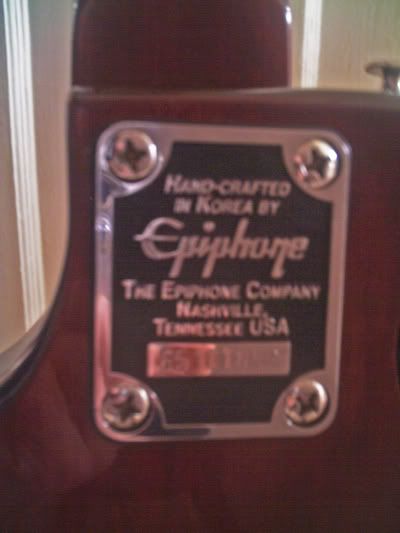 HAND-CRAFTED
IN KOREA BY
Epiphone
THE EPIPHONE COMPANY
NASHVILLE,
TENNESSEE USA